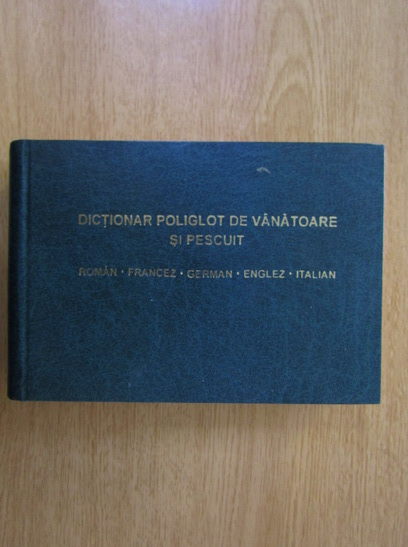 DICȚIONAR POLIGLOT DE VÂNĂTOARE
ȘI PESCUIT
ROMÂN • FRANCEZ • GERMAN • ENGLEZ • ITALIAN